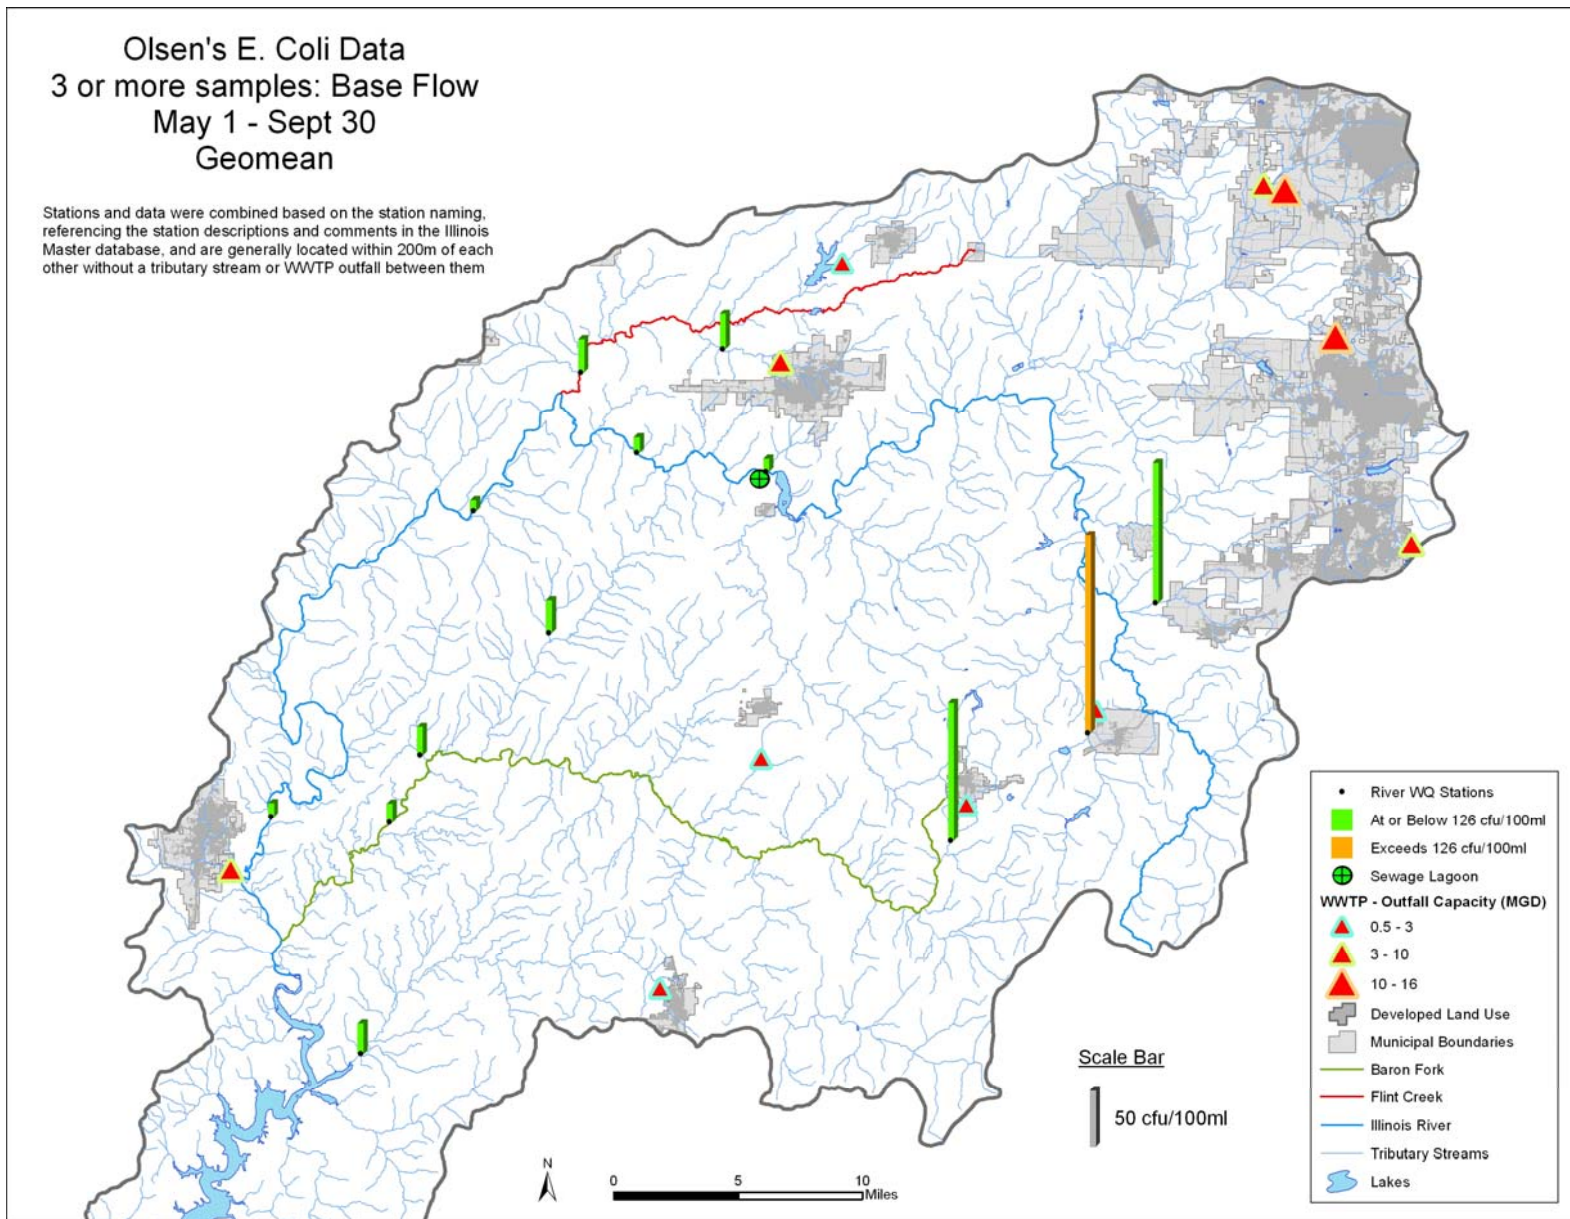 Olsen's E. Coli Data
3 or more samples: Base Flow
May 1 - Sept 30
Geomean
Stations and data were combined based on the station naming,
referencing the station descriptions and comments in the Illinois
Master database, and are generally located within 200m of each
other without a tributary stream or WWTP outfall between them
River WQ Stations
At or Below 126 cfu/100ml
Exceeds 126 cfu/100ml
Sewage Lagoon
WWTP - Outfall Capacity (MGD)
0.5 - 3
3 - 10
10 - 16
Developed Land Use
Municipal Boundaries
Baron Fork
Flint Creek
Illinois River
Tributary Streams
Lakes
Scale Bar
50 cfu/100ml
N
0 5 10
Miles